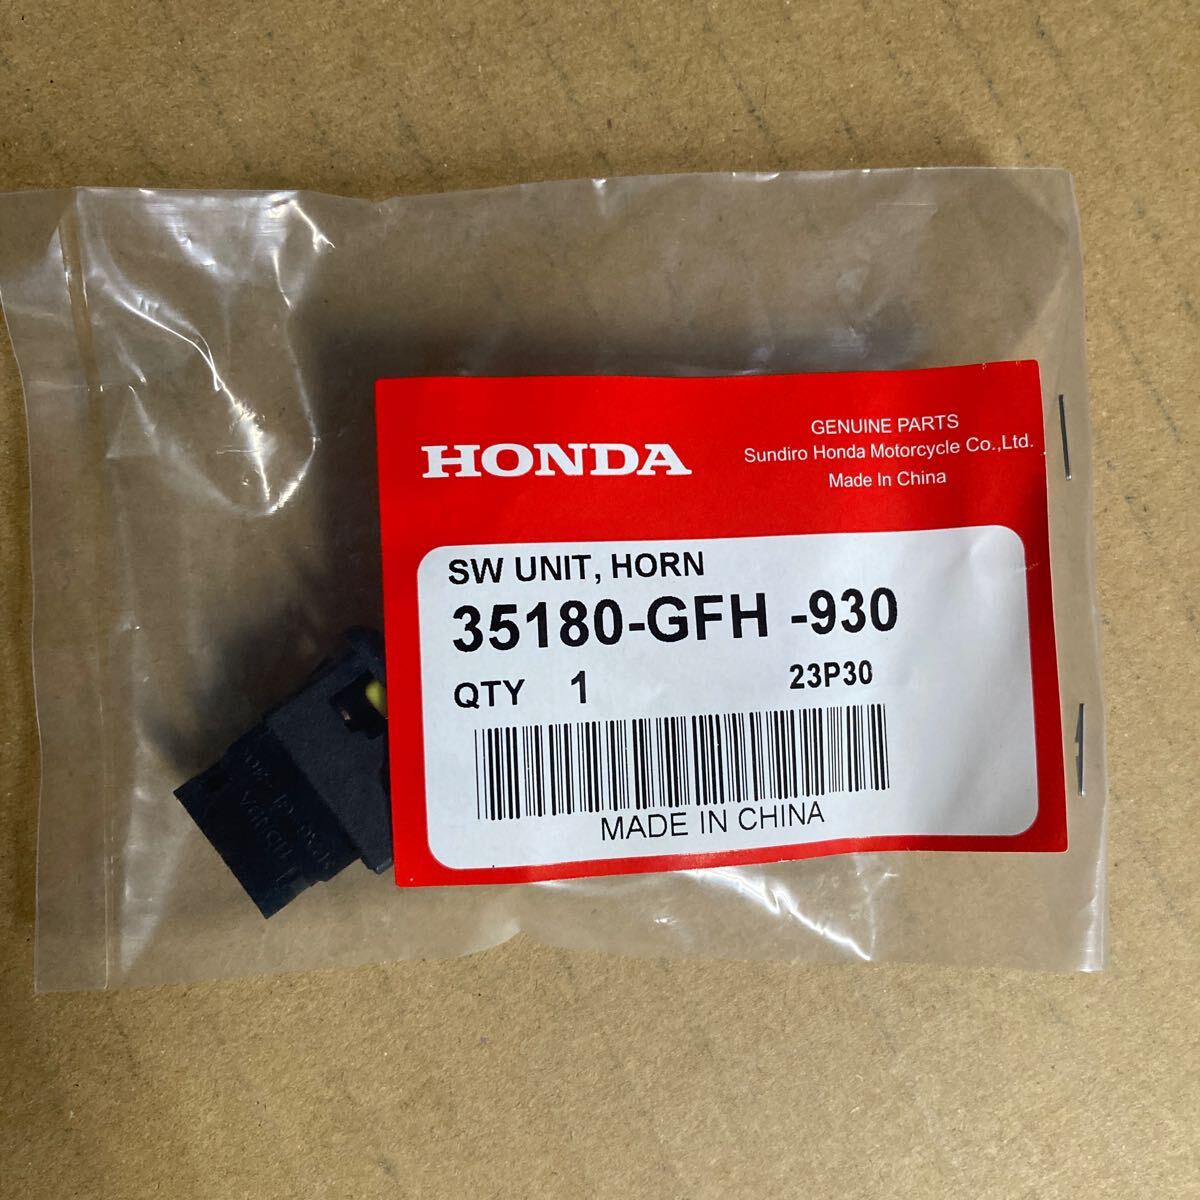 HONDA
GENUINE PARTS
Sundiro Honda Motorcycle Co.,Ltd.
Made In China
SW UNIT, HORN
35180-GFH -930
QTY 1 23P30
MADE IN CHINA